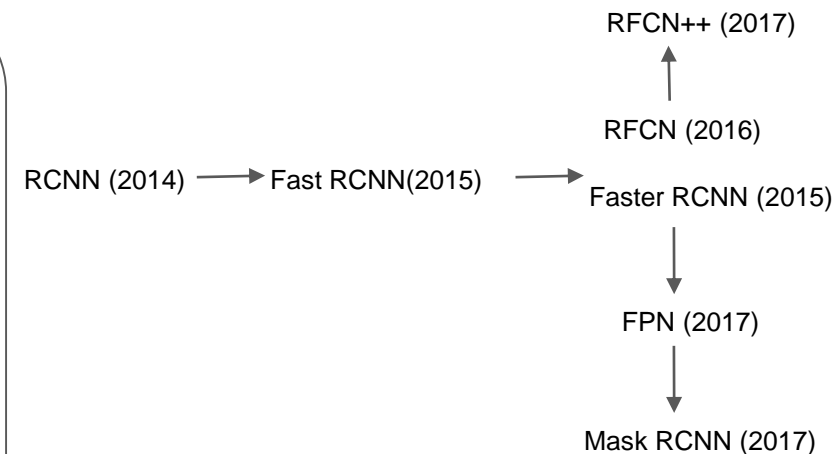 RFCN++ (2017)
RFCN (2016)
RCNN (2014)
Fast RCNN(2015)
Faster RCNN (2015)
FPN (2017)
Mask RCNN (2017)